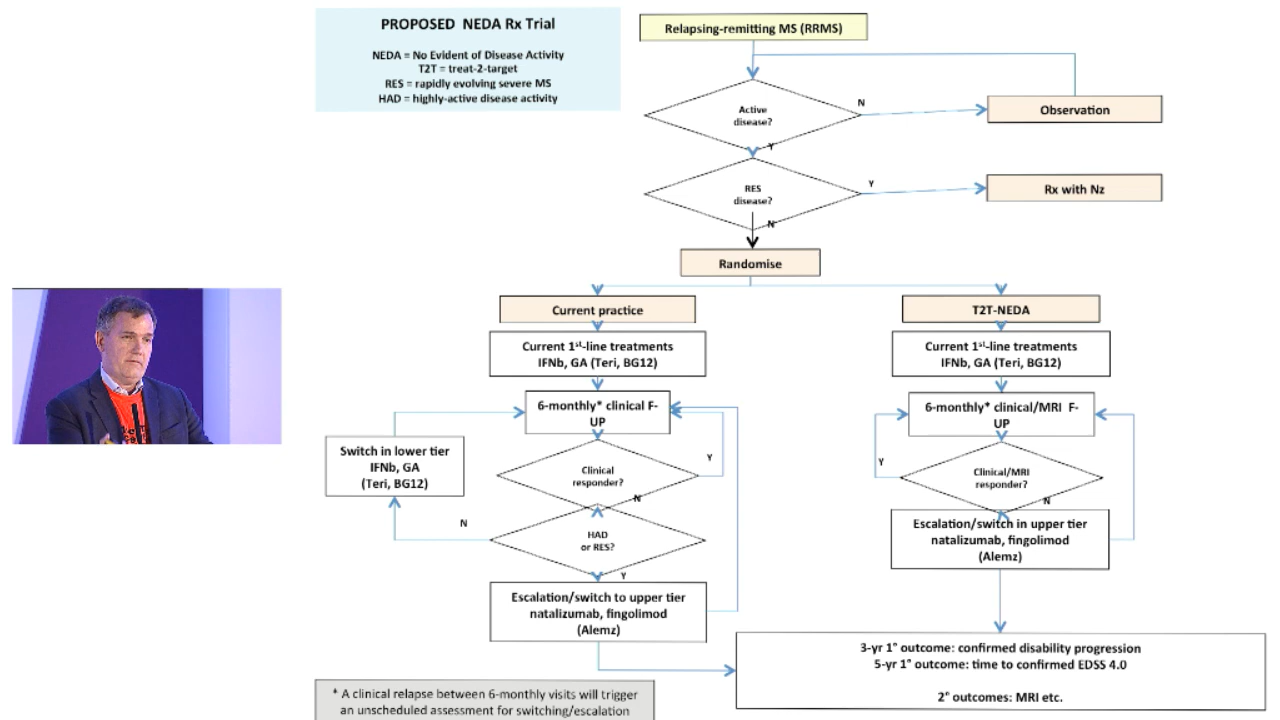 PROPOSED NEDA Rx Trial
NEDA = No Evident of Disease Activity
T2T = treat-2-target
RES = rapidly evolving severe MS
HAD = highly-active disease activity
Relapsing-remitting MS (RRMS)
Active
disease?
N
Observation
Y
RES
disease?
Y
Rx with Nz
N
Randomise
Current practice
T2T-NEDA
Current 1st-line treatments
IFNb, GA (Teri, BG12)
Current 1st-line treatments
IFNb, GA (Teri, BG12)
6-monthly* clinical F-
UP
6-monthly* clinical/MRI F-
UP
Switch in lower tier
IFNb, GA
(Teri, BG12)
Clinical
responder?
Y
N
Y
Clinical/MRI
responder?
N
N
HAD
or RES?
Y
Escalation/switch in upper tier
natalizumab, fingolimod
(Alemz)
Escalation/switch to upper tier
natalizumab, fingolimod
(Alemz)
3-yr 1° outcome: confirmed disability progression
5-yr 1° outcome: time to confirmed EDSS 4.0
2° outcomes: MRI etc.
* A clinical relapse between 6-monthly visits will trigger
an unscheduled assessment for switching/escalation